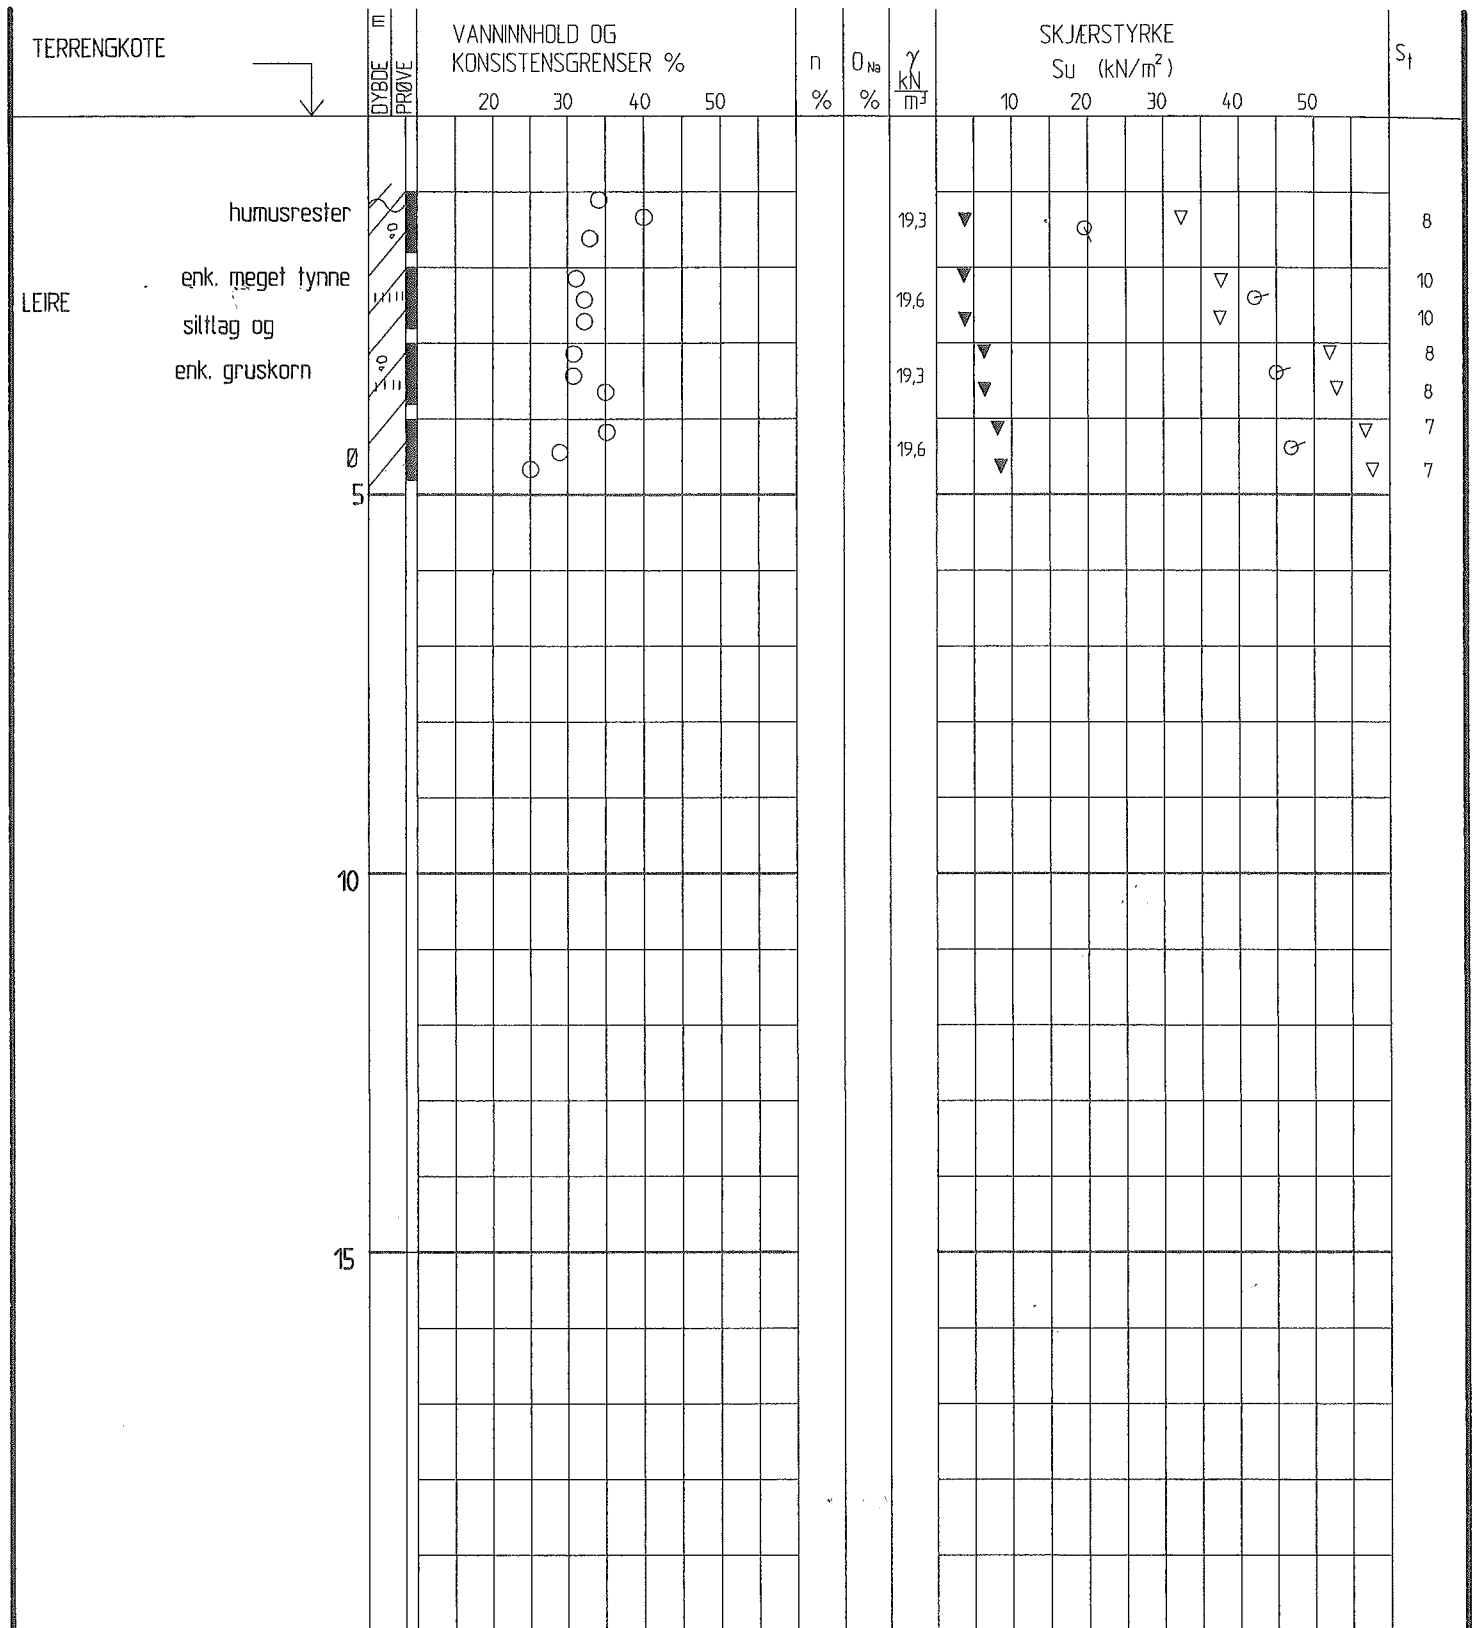 TERRENGKOTE
DYBDE m
PRØVE
VANNINNHOLD OG
KONSISTENSGRENSER %
20 30 40 50
n
%
O Na
%
γ
kN
m³
SKJÆRSTYRKE
Su (kN/m²)
10 20 30 40 50
St
humusrester
19,3
8
enk. meget tynne
10
LEIRE
19,6
siltlag og
10
8
enk. gruskorn
19,3
8
7
19,6
Ø
7
5
10
15